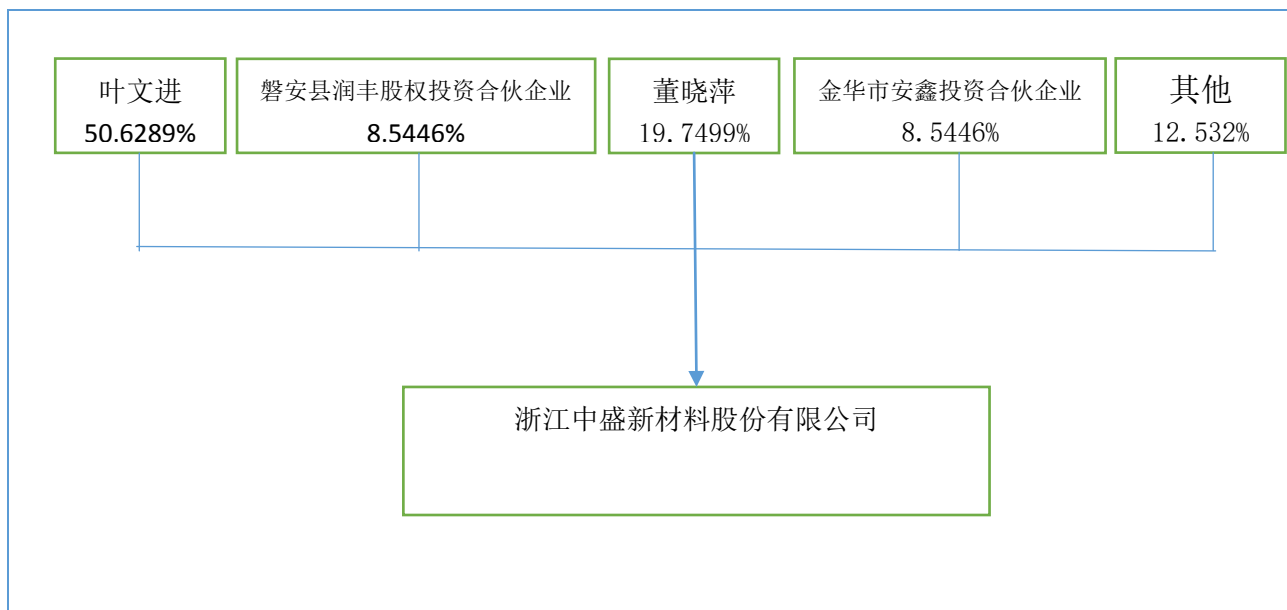 叶文进
50.6289%
磐安县润丰股权投资合伙企业
8.5446%
董晓萍
19.7499%
金华市安鑫投资合伙企业
8.5446%
其他
12.532%
浙江中盛新材料股份有限公司